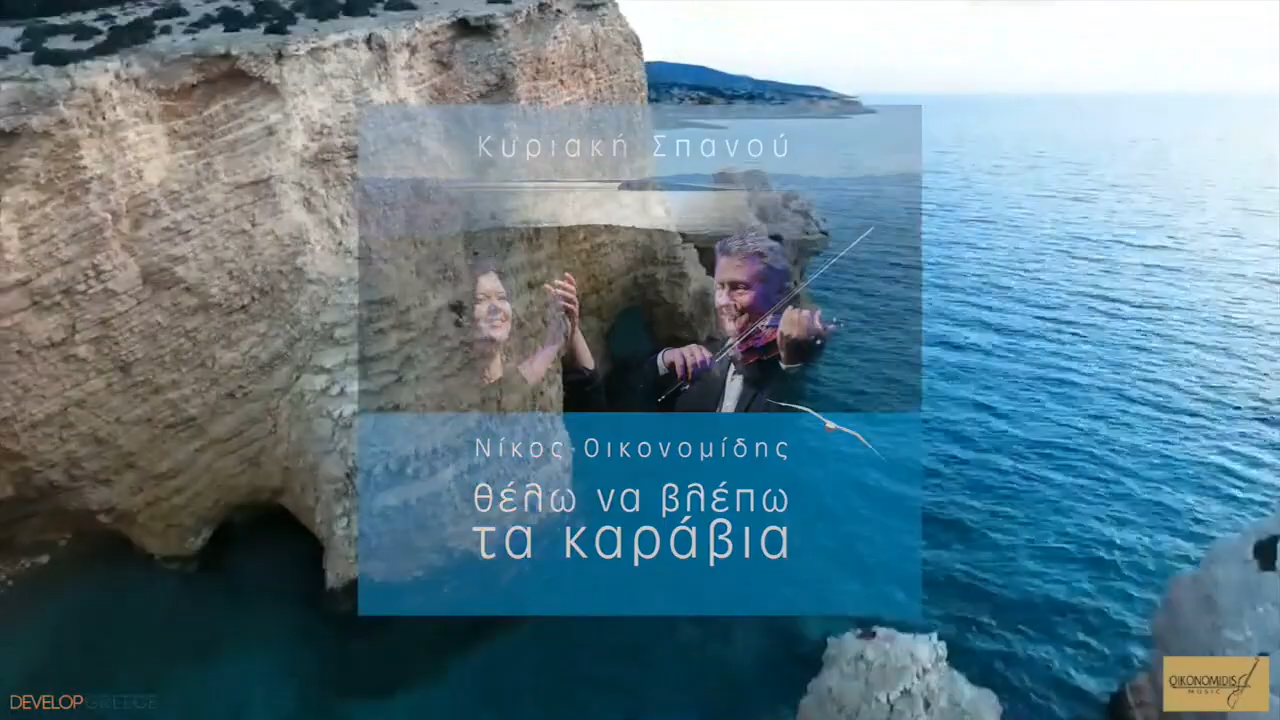 Κυριακή Σπανού
Νίκος Οικονομίδης
θέλω να βλέπω
τα καράβια
DEVELOPGREECE
OIKONOMIDIS
MUSIC